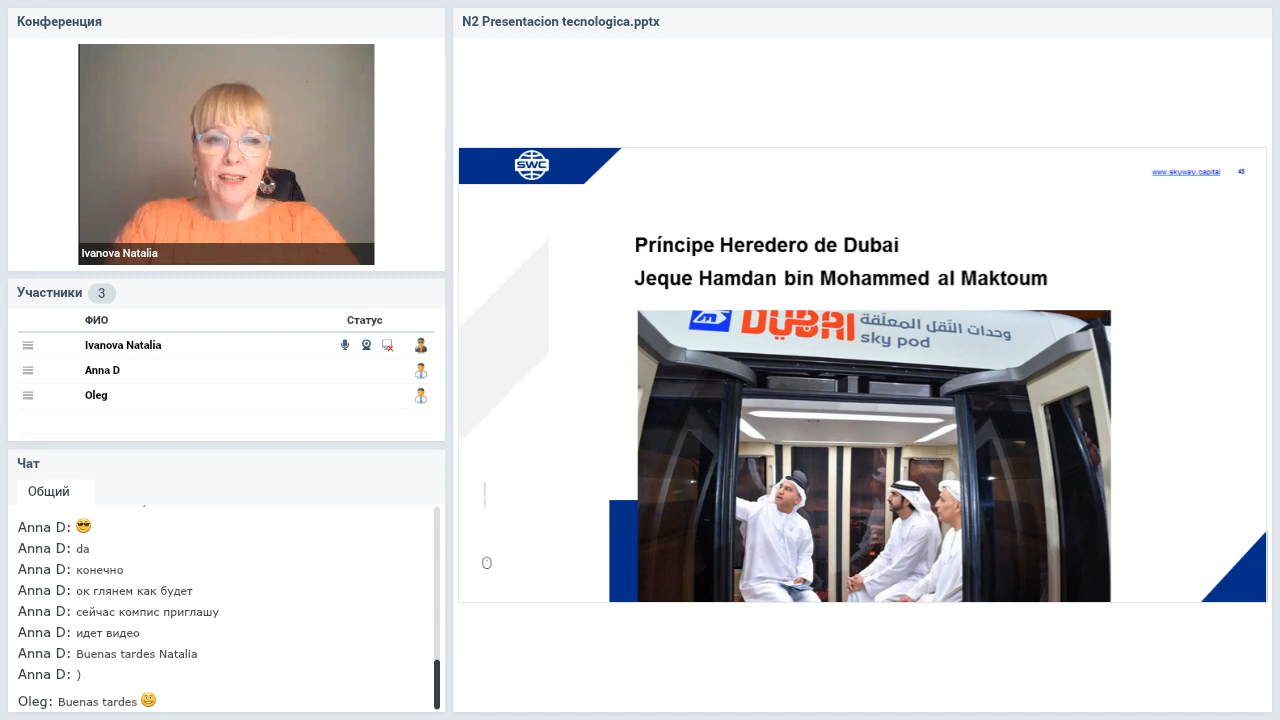 Конференция
Ivanova Natalia
Участники 3
ФИО Статус
Ivanova Natalia
Anna D
Oleg
Чат
Общий
Anna D:
Anna D: da
Anna D: конечно
Anna D: ок глянем как будет
Anna D: сейчас компис приглашу
Anna D: идет видео
Anna D: Buenas tardes Natalia
Anna D: )
Oleg: Buenas tardes
N2 Presentacion tecnologica.pptx
SWC
www.skyway.capital 45
Príncipe Heredero de Dubai
Jeque Hamdan bin Mohammed al Maktoum
DUBAI وحدات النقل المعلقة
sky pod